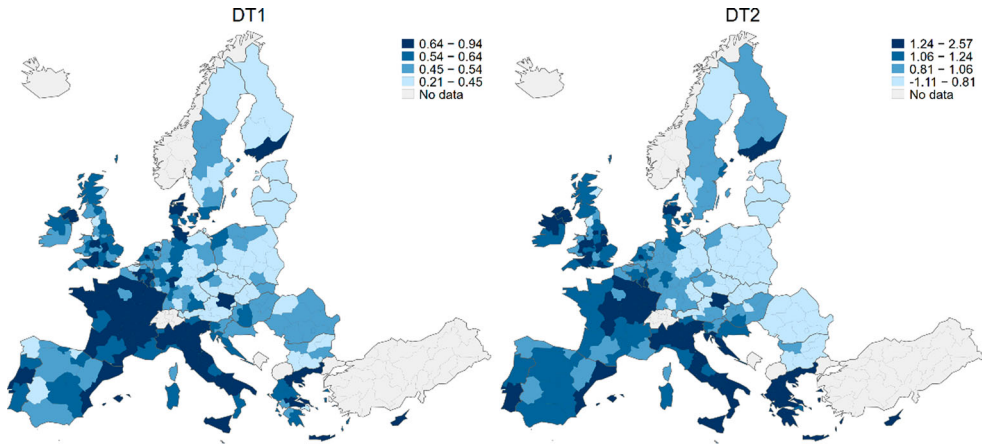 DT1
0.64 – 0.94
0.54 – 0.64
0.45 – 0.54
0.21 – 0.45
No data
DT2
1.24 – 2.57
1.06 – 1.24
0.81 – 1.06
-1.11 – 0.81
No data